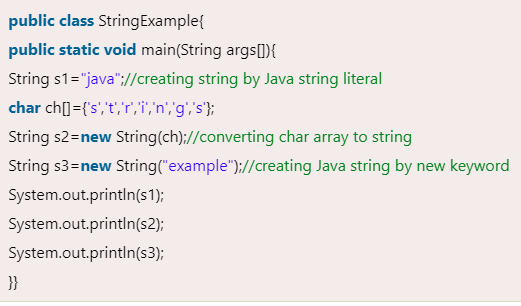 public class StringExample{
public static void main(String args[]){
String s1="java";//creating string by Java string literal
char ch[]={'s','t','r','i','n','g','s'};
String s2=new String(ch);//converting char array to string
String s3=new String("example");//creating Java string by new keyword
System.out.println(s1);
System.out.println(s2);
System.out.println(s3);
}}